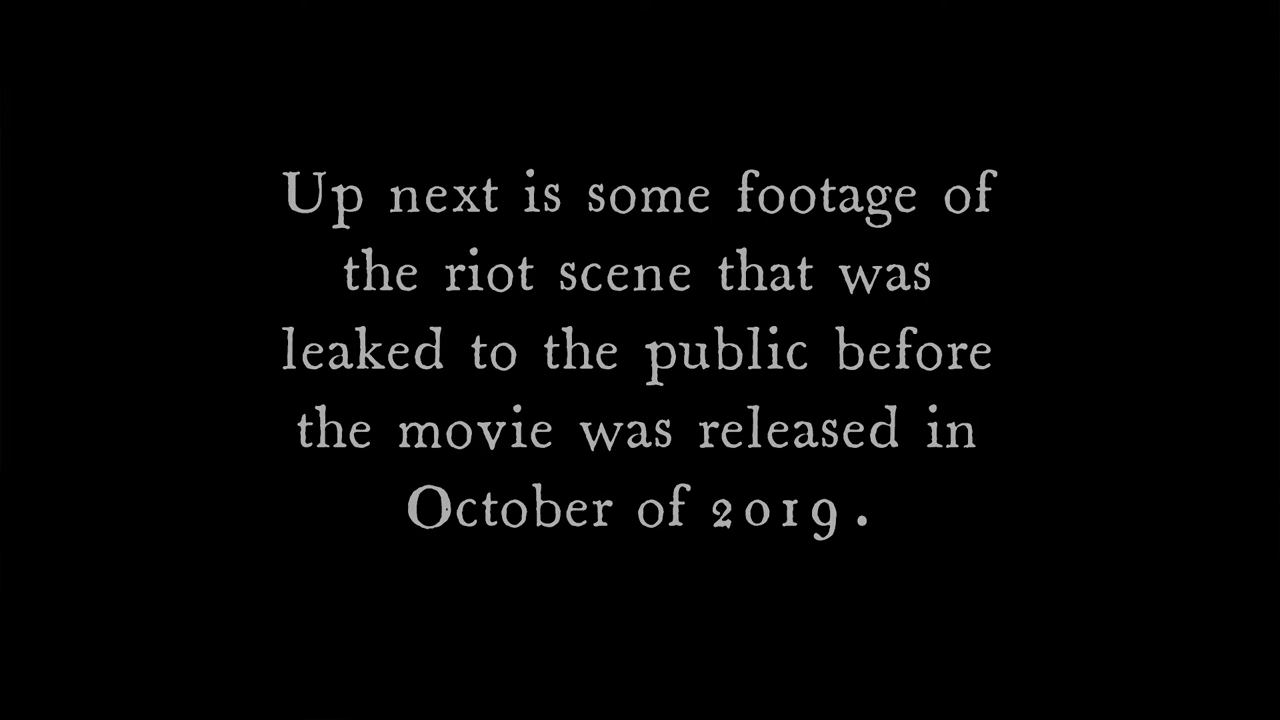 Up next is some footage of
the riot scene that was
leaked to the public before
the movie was released in
October of 2019.